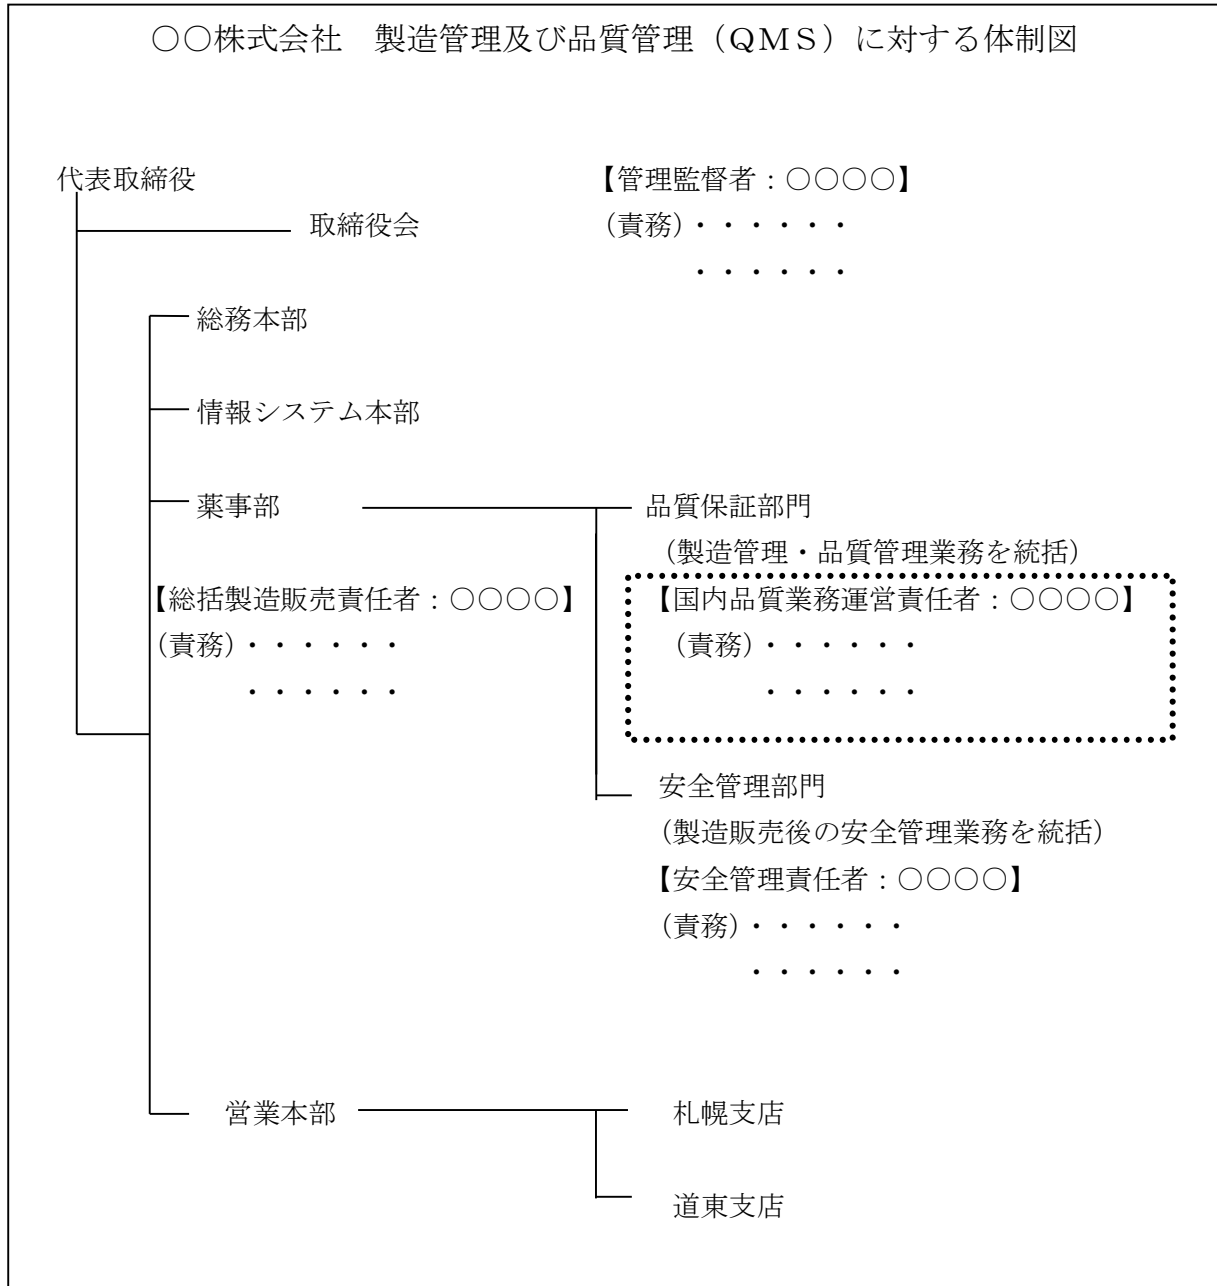 ○○株式会社　製造管理及び品質管理（ＱＭＳ）に対する体制図
代表取締役
【管理監督者：○○○○】
取締役会
（責務）・・・・・・
・・・・・・
総務本部
情報システム本部
薬事部
品質保証部門
（製造管理・品質管理業務を統括）
【総括製造販売責任者：○○○○】
（責務）・・・・・・
・・・・・・
【国内品質業務運営責任者：○○○○】
（責務）・・・・・・
・・・・・・
安全管理部門
（製造販売後の安全管理業務を統括）
【安全管理責任者：○○○○】
（責務）・・・・・・
・・・・・・
営業本部
札幌支店
道東支店